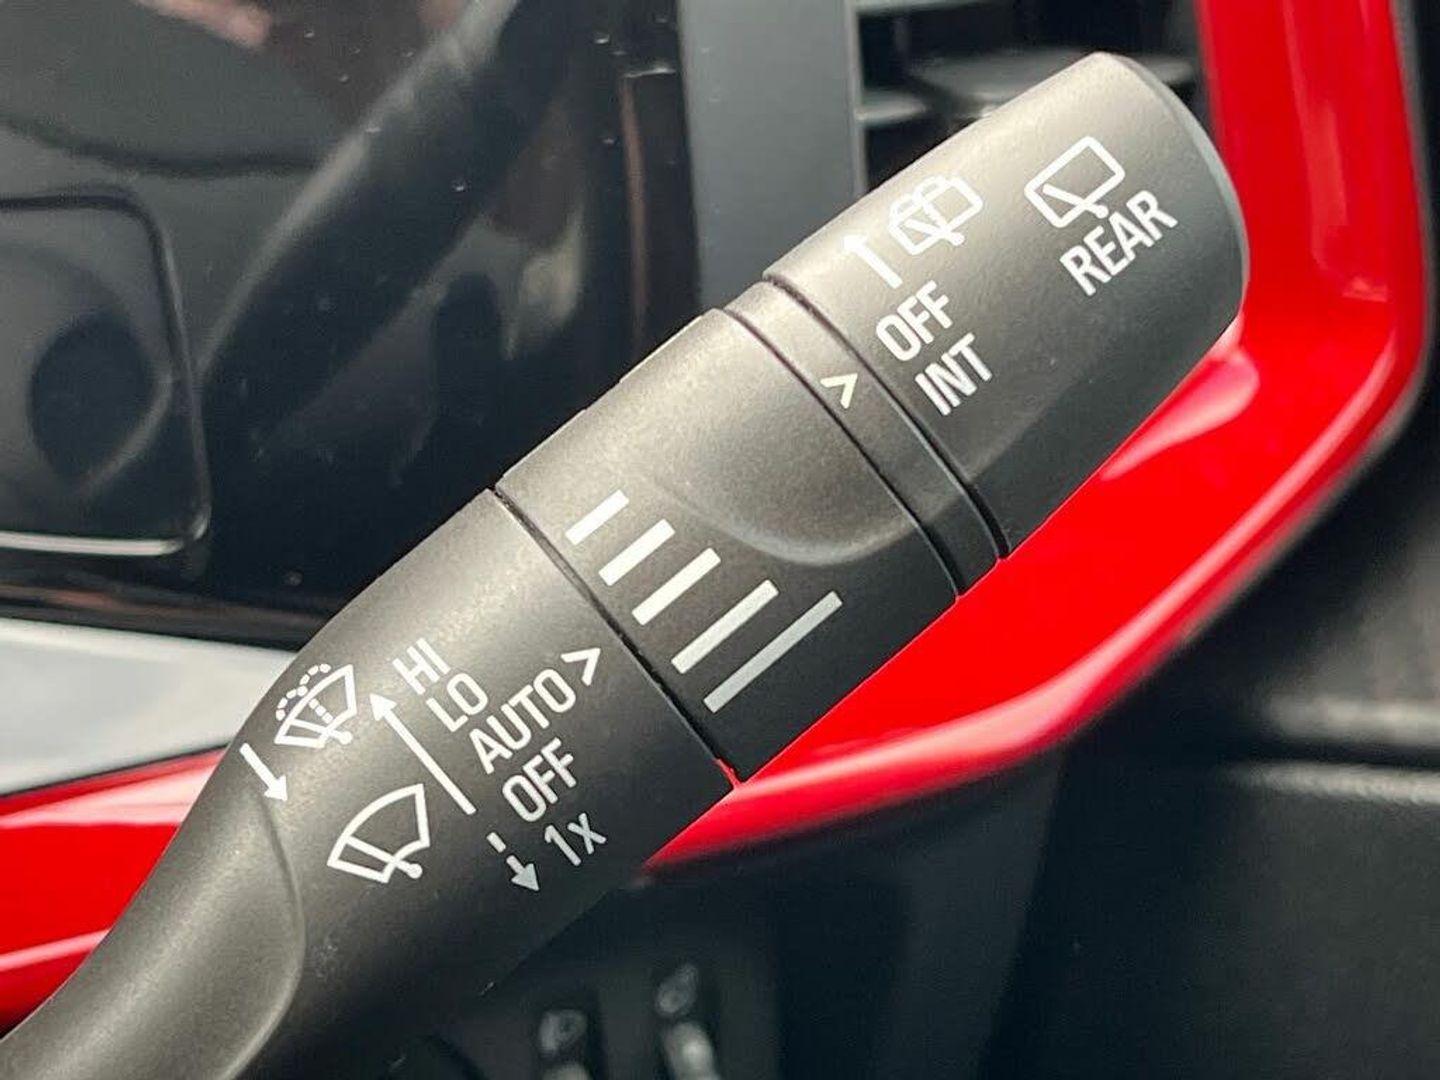 REAR
OFF
INT
HI
LO
AUTO
OFF
1x